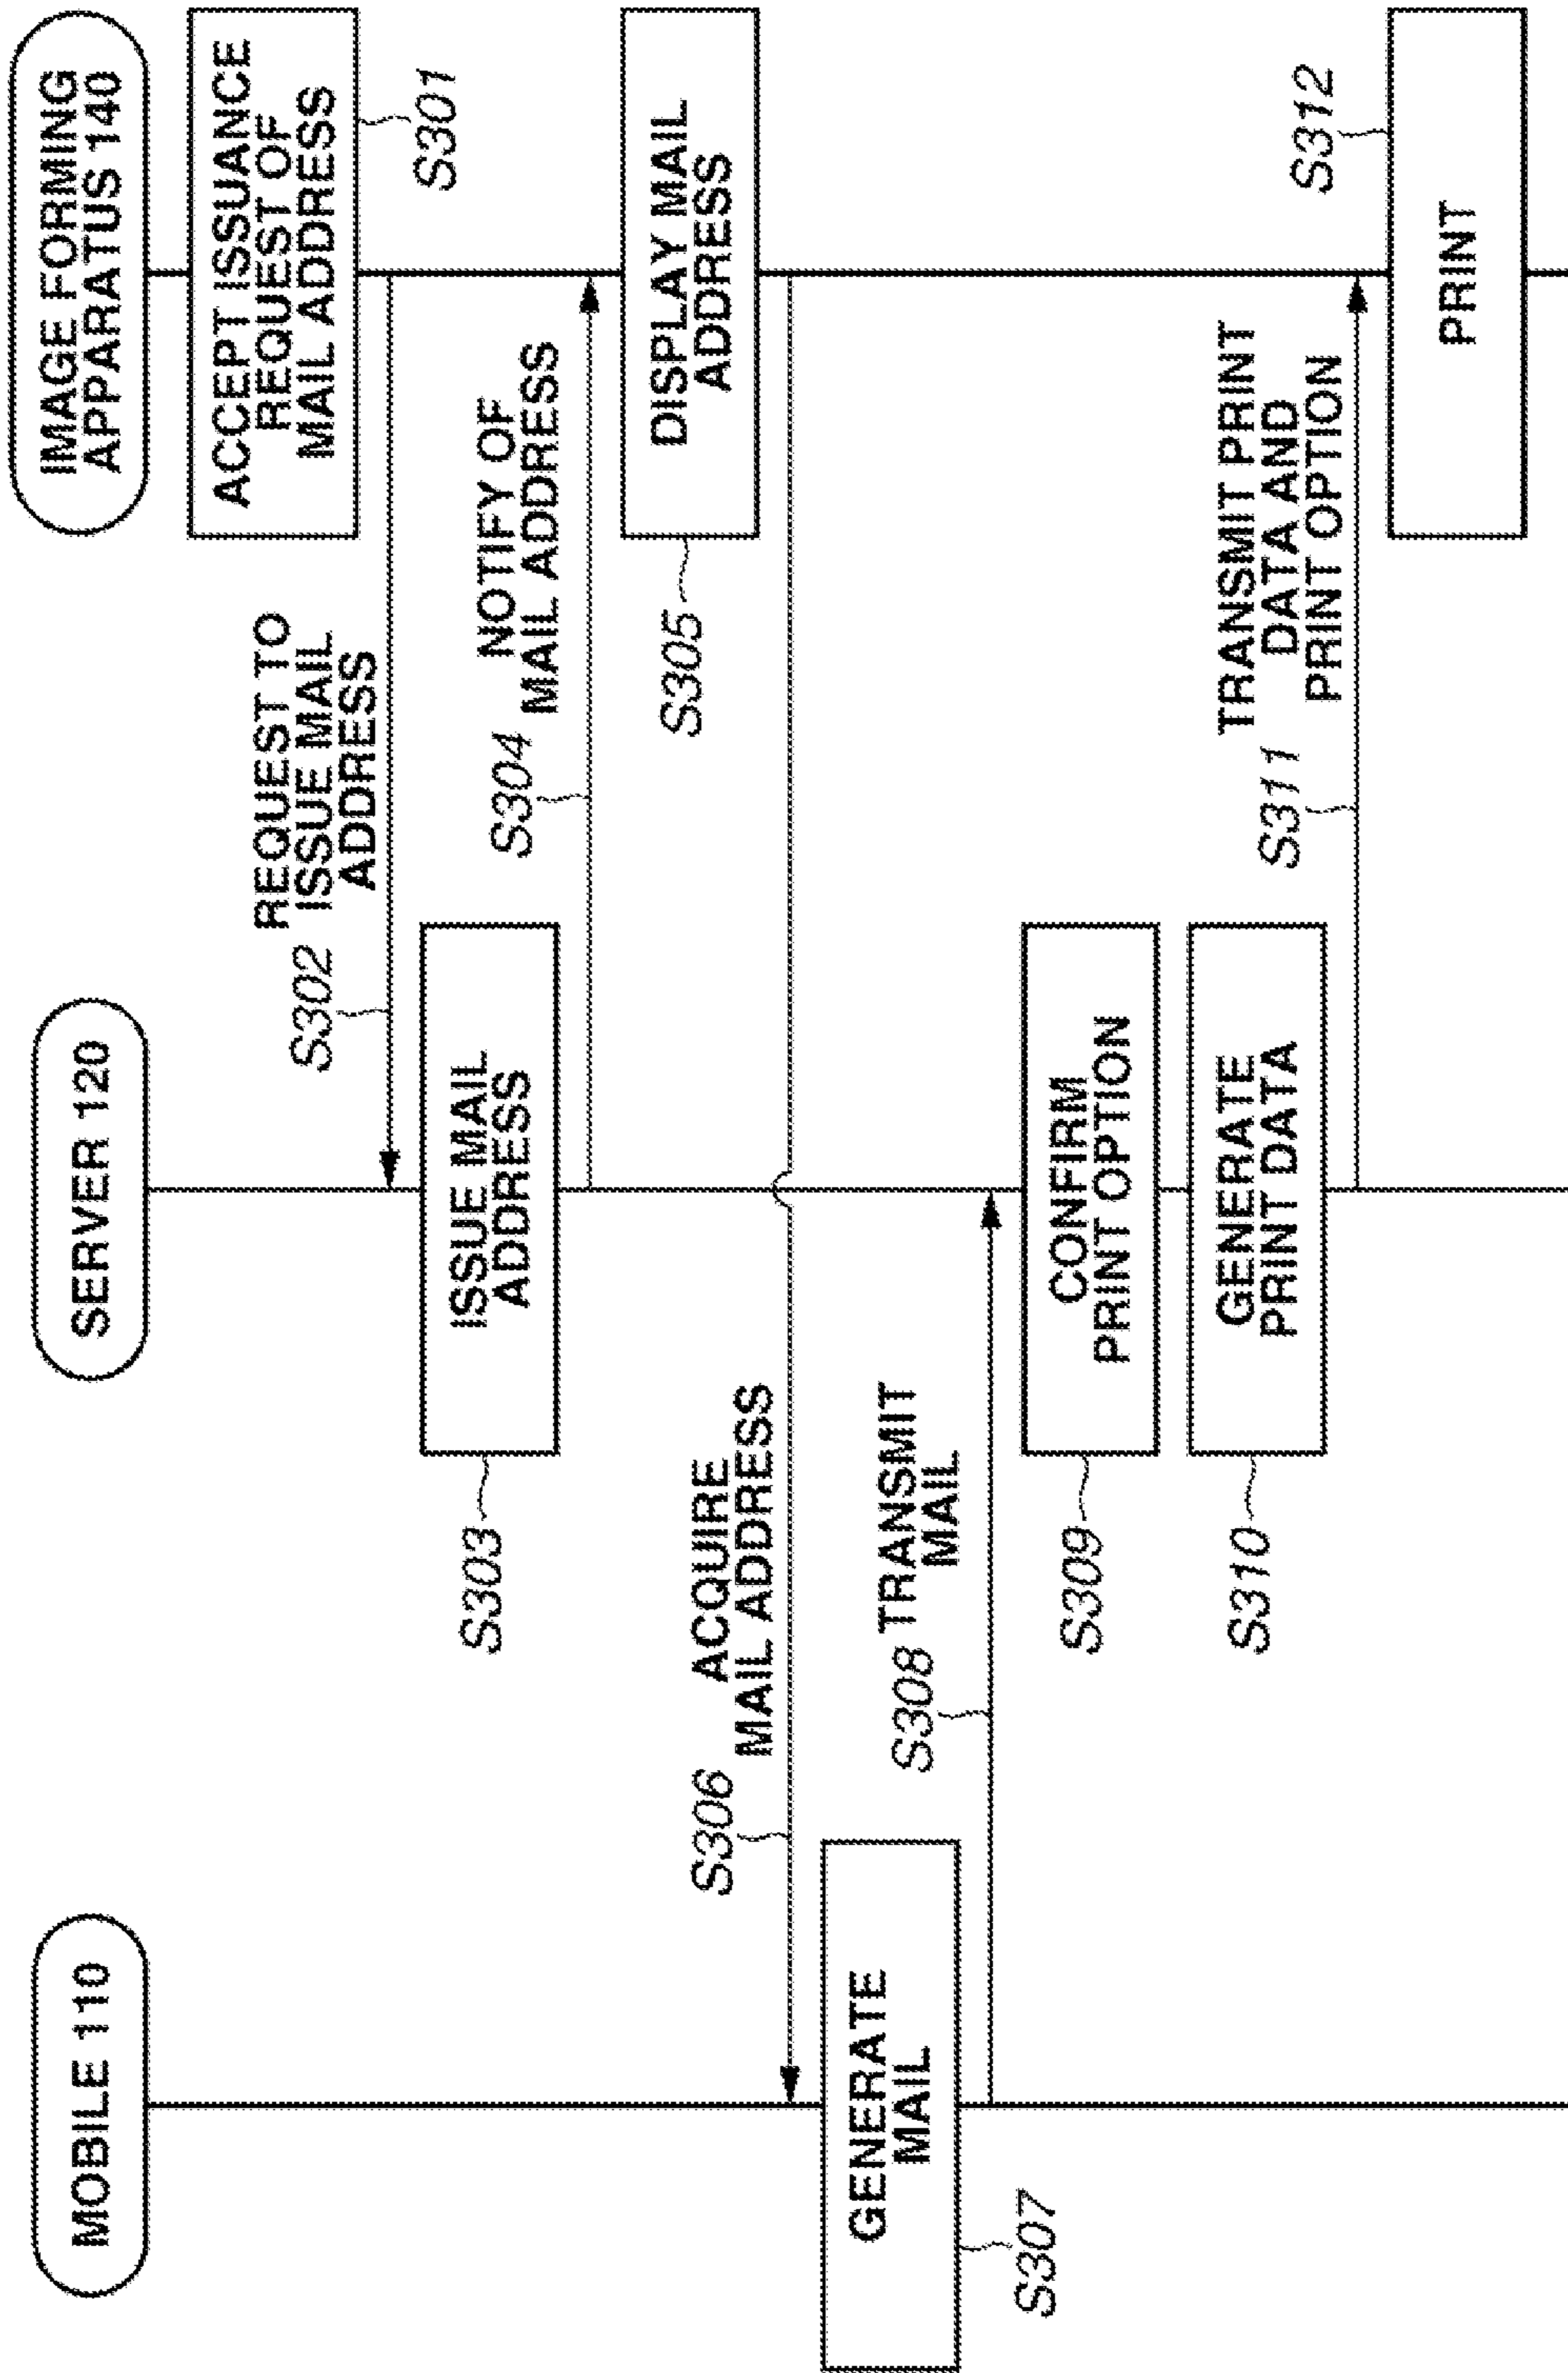 MOBILE 110
SERVER 120
IMAGE FORMING
APPARATUS 140
ACCEPT ISSUANCE
REQUEST OF
MAIL ADDRESS
S301
REQUEST TO
ISSUE MAIL
ADDRESS
S302
ISSUE MAIL
ADDRESS
S303
NOTIFY OF
MAIL ADDRESS
S304
DISPLAY MAIL
ADDRESS
S305
ACQUIRE
MAIL ADDRESS
S306
GENERATE
MAIL
S307
TRANSMIT
MAIL
S308
CONFIRM
PRINT OPTION
S309
GENERATE
PRINT DATA
S310
TRANSMIT PRINT
DATA AND
PRINT OPTION
S311
PRINT
S312